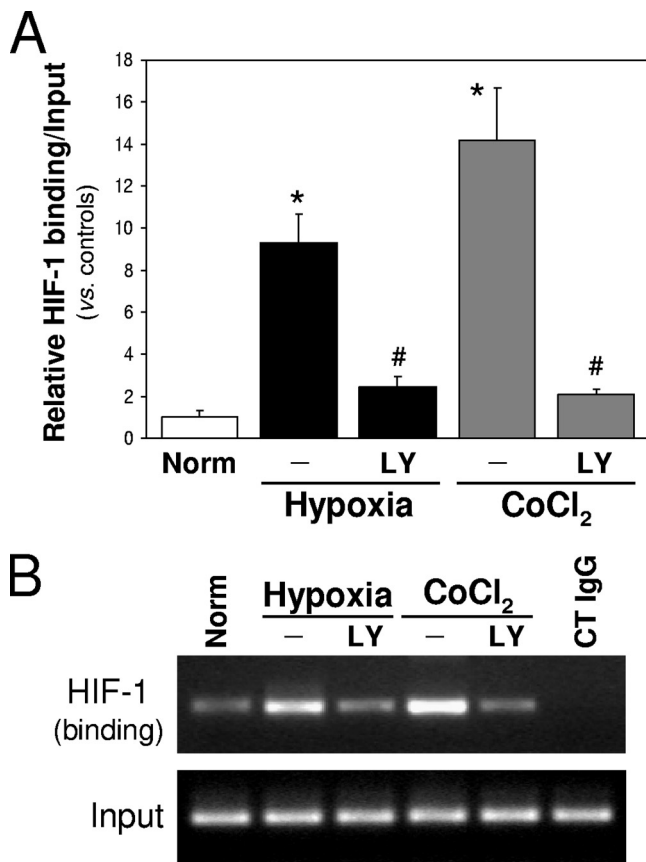 A
Relative HIF-1 binding/Input
(vs. controls)
18
16
14
12
10
8
6
4
2
0
*
#
*
#
Norm – LY – LY
Hypoxia CoCl₂
B
Norm Hypoxia CoCl₂ CT IgG
– LY – LY
HIF-1
(binding)
Input